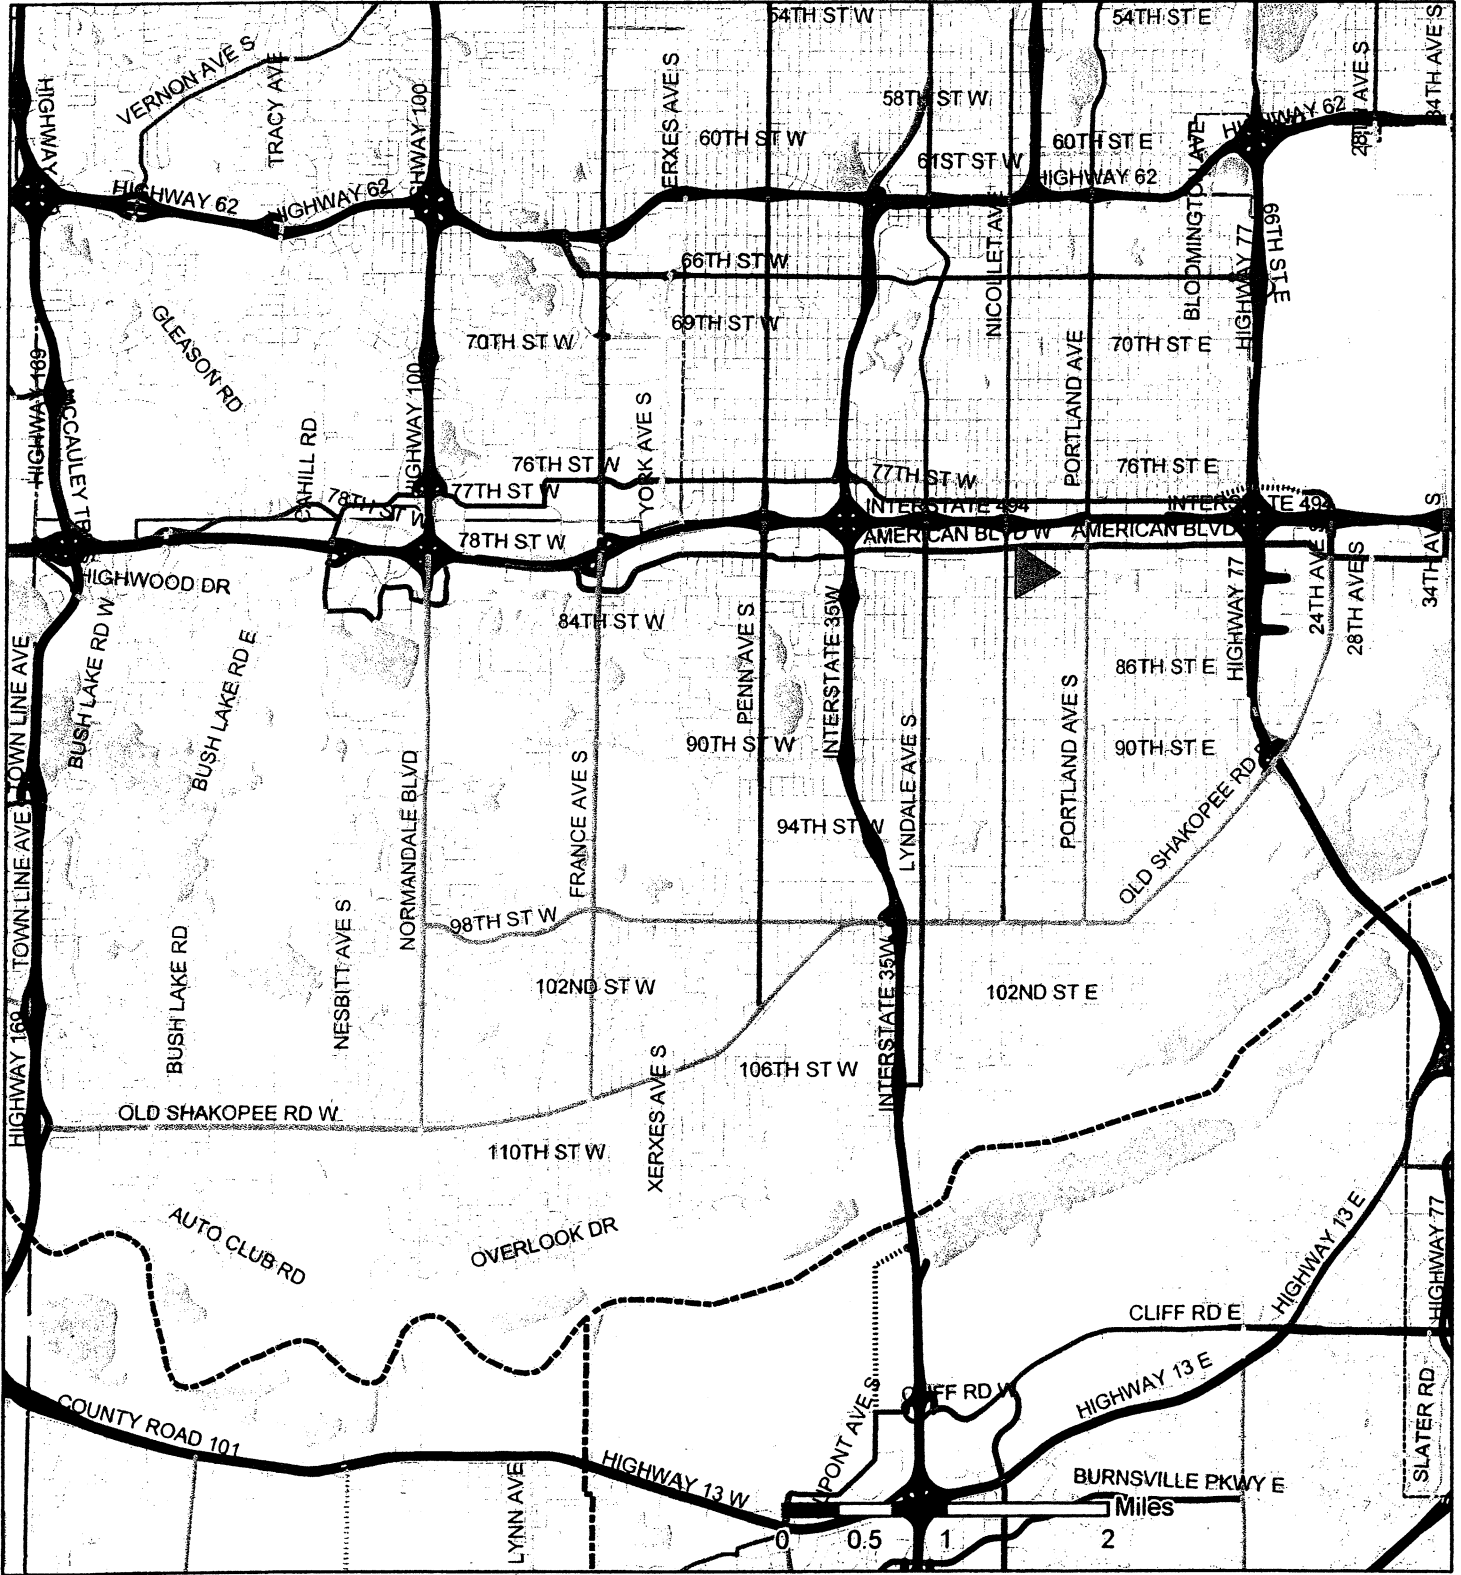 54TH ST W
54TH ST E
34TH AVE S
VERNON AVE S
TRACY AVE
HIGHWAY
HIGHWAY 100
XERXES AVE S
58TH ST W
60TH ST W
61ST ST W
60TH ST E
HIGHWAY 62
HIGHWAY 62
HIGHWAY 62
HIGHWAY 62
BLOOMINGTON AVE
NICOLLET AVE
66TH ST W
66TH ST E
HIGHWAY 77
GLEASON RD
69TH ST W
70TH ST W
70TH ST E
HIGHWAY 169
MCCAULEY
HIGHWAY 100
PORTLAND AVE
CAHILL RD
YORK AVE S
76TH ST W
77TH ST W
78TH ST W
77TH ST W
76TH ST E
INTERSTATE 494
INTERSTATE 494
AMERICAN BLVD W
AMERICAN BLVD
78TH ST W
HIGHWOOD DR
34TH AV S
24TH AVE S
28TH AVE S
HIGHWAY 77
84TH ST W
86TH ST E
TOWN LINE AVE
BUSH LAKE RD W
BUSH LAKE RD E
PENN AVE S
INTERSTATE 35W
PORTLAND AVE S
90TH ST W
90TH ST E
LYNDALE AVE S
NORMANDALE BLVD
FRANCE AVE S
94TH ST W
OLD SHAKOPEE RD
TOWN LINE AVE
98TH ST W
NESBITT AVE S
BUSH LAKE RD
102ND ST W
102ND ST E
INTERSTATE 35W
106TH ST W
HIGHWAY 169
XERXES AVE S
OLD SHAKOPEE RD W
110TH ST W
AUTO CLUB RD
OVERLOOK DR
HIGHWAY 13 E
HIGHWAY 77
CLIFF RD E
HIGHWAY 13 E
CLIFF RD W
SLATER RD
COUNTY ROAD 101
HIGHWAY 13 W
DUPONT AVE S
LYNN AVE
BURNSVILLE PKWY E
Miles
0 0.5 1 2